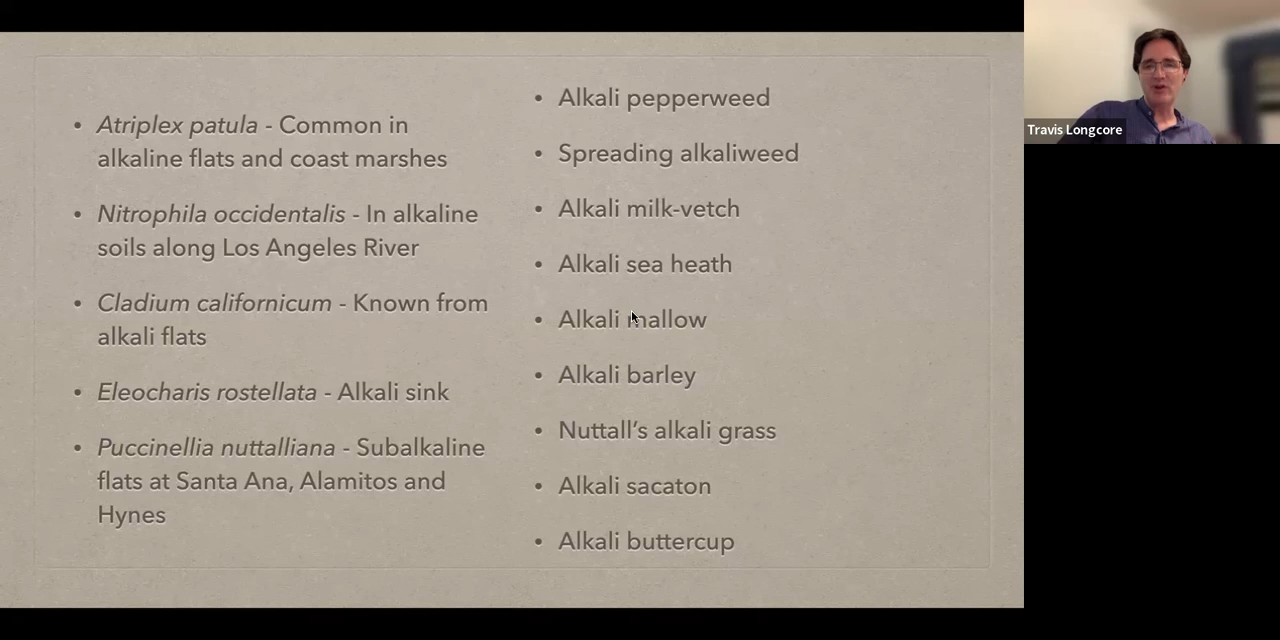 Atriplex patula - Common in
alkaline flats and coast marshes
Nitrophila occidentalis - In alkaline
soils along Los Angeles River
Cladium californicum - Known from
alkali flats
Eleocharis rostellata - Alkali sink
Puccinellia nuttalliana - Subalkaline
flats at Santa Ana, Alamitos and
Hynes
Alkali pepperweed
Spreading alkaliweed
Alkali milk-vetch
Alkali sea heath
Alkali mallow
Alkali barley
Nuttall's alkali grass
Alkali sacaton
Alkali buttercup
Travis Longcore